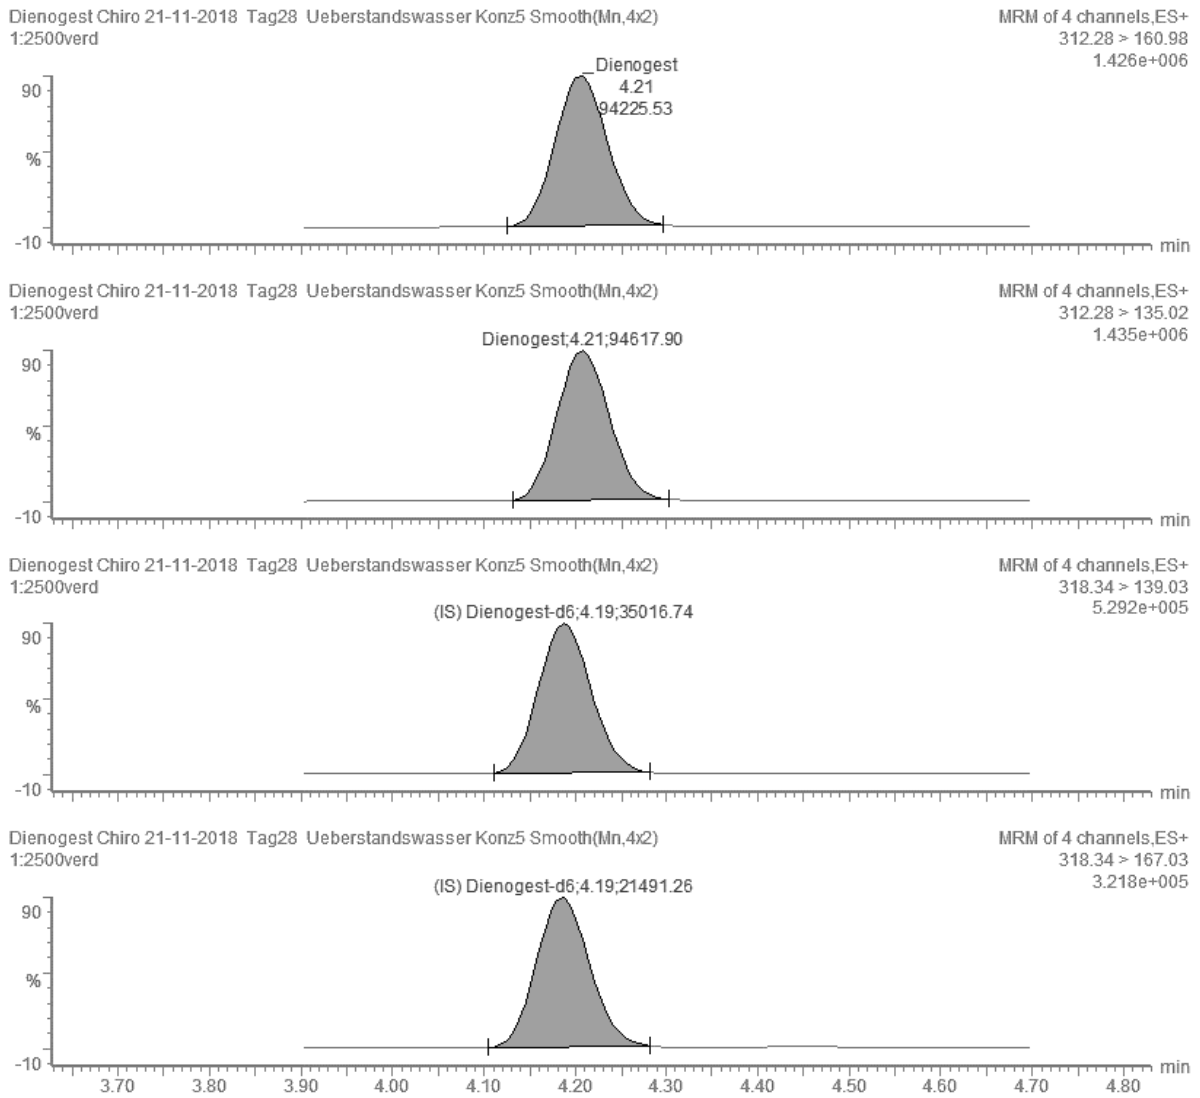 Dienogest Chiro 21-11-2018 Tag28 Ueberstandswasser Konz5 Smooth(Mn,4x2)
1:2500verd
MRM of 4 channels,ES+
312.28 > 160.98
1.426e+006
_Dienogest
4.21
94225.53
90
%
-10
min
Dienogest Chiro 21-11-2018 Tag28 Ueberstandswasser Konz5 Smooth(Mn,4x2)
1:2500verd
MRM of 4 channels,ES+
312.28 > 135.02
1.435e+006
Dienogest;4.21;94617.90
90
%
-10
min
Dienogest Chiro 21-11-2018 Tag28 Ueberstandswasser Konz5 Smooth(Mn,4x2)
1:2500verd
MRM of 4 channels,ES+
318.34 > 139.03
5.292e+005
(IS) Dienogest-d6;4.19;35016.74
90
%
-10
min
Dienogest Chiro 21-11-2018 Tag28 Ueberstandswasser Konz5 Smooth(Mn,4x2)
1:2500verd
MRM of 4 channels,ES+
318.34 > 167.03
3.218e+005
(IS) Dienogest-d6;4.19;21491.26
90
%
-10
min
3.70 3.80 3.90 4.00 4.10 4.20 4.30 4.40 4.50 4.60 4.70 4.80